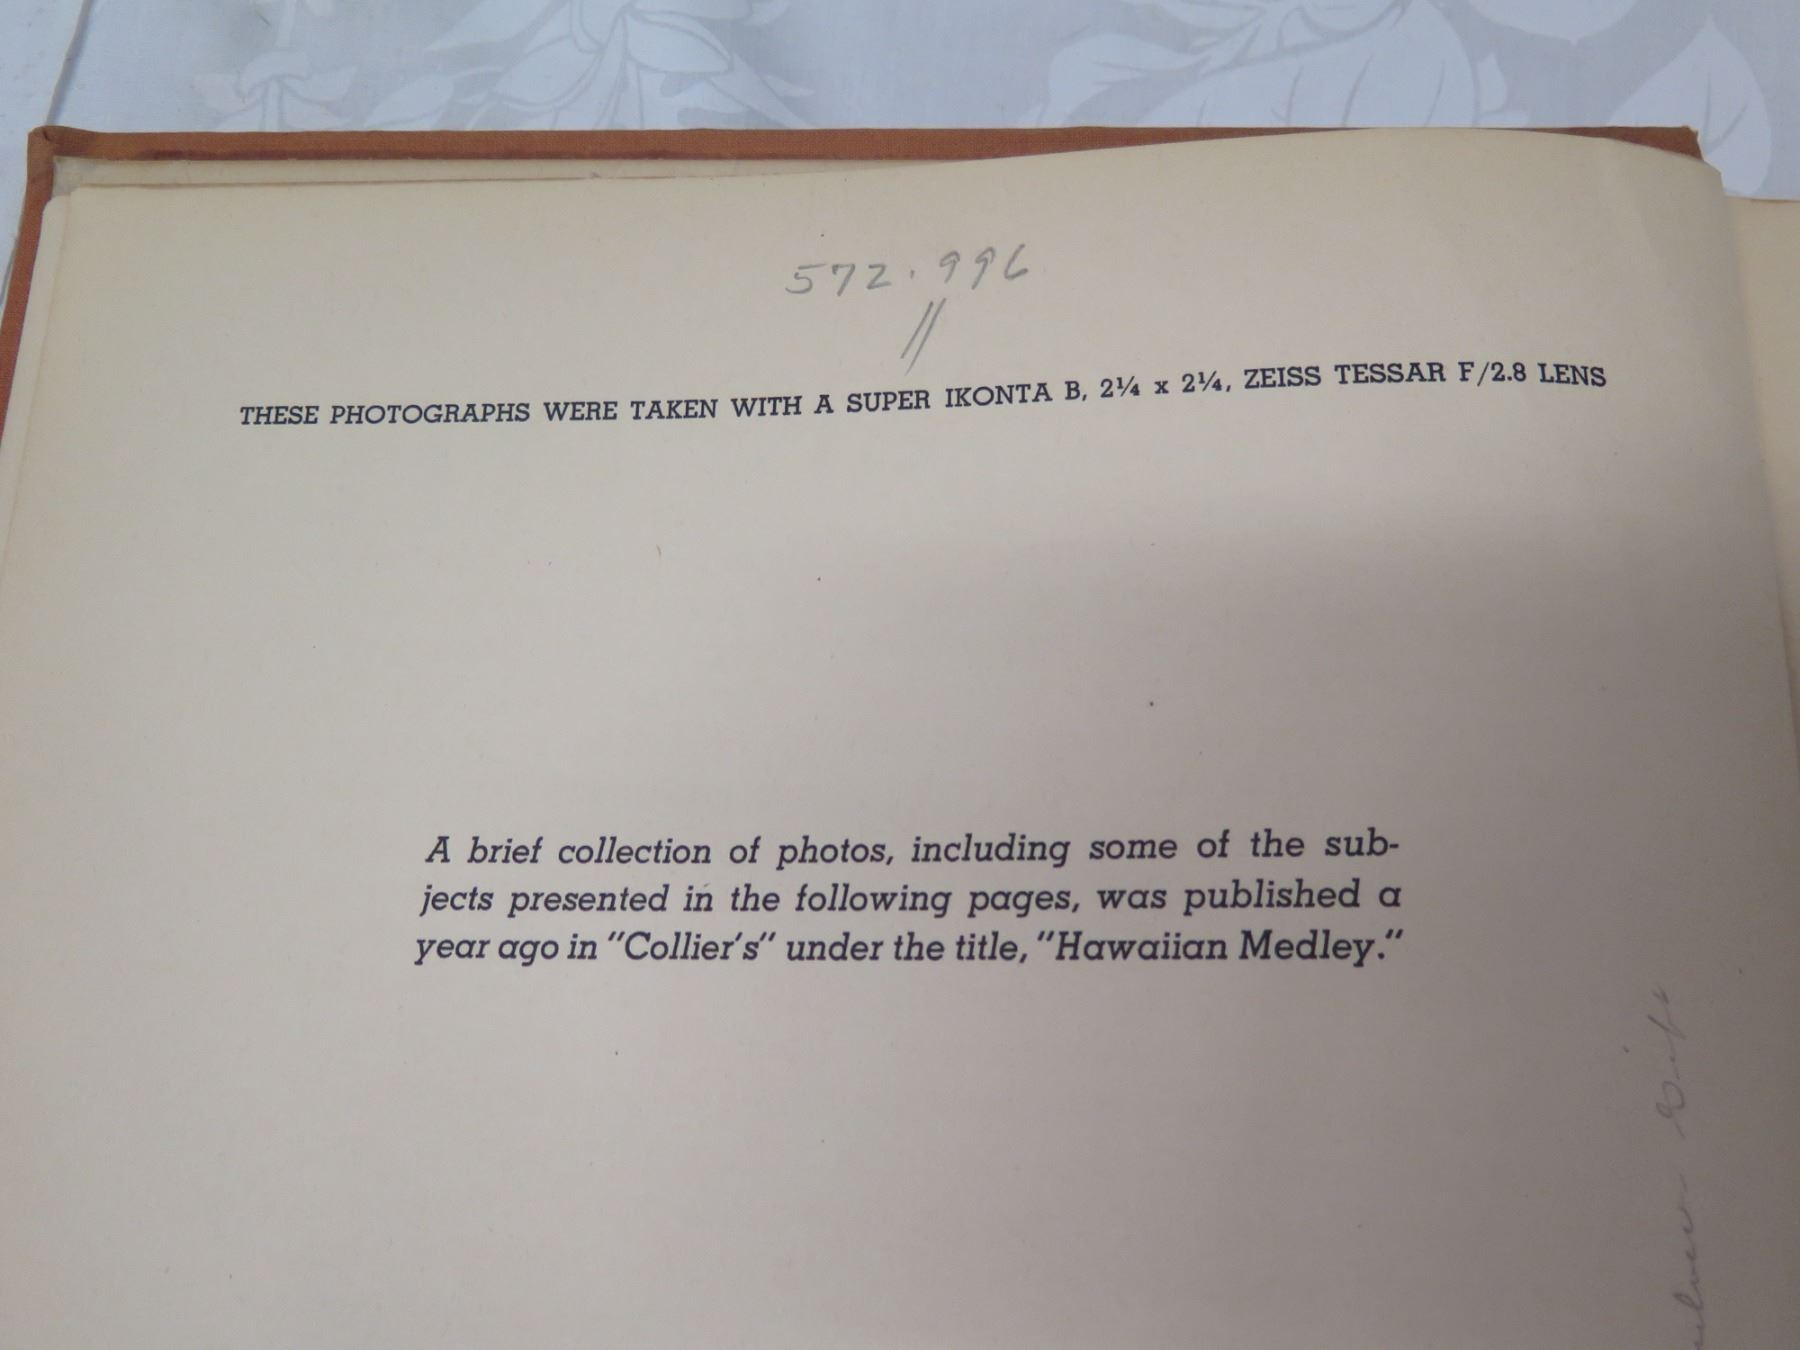 572.996
//
THESE PHOTOGRAPHS WERE TAKEN WITH A SUPER IKONTA B, 2¼ x 2¼, ZEISS TESSAR F/2.8 LENS
A brief collection of photos, including some of the sub-
jects presented in the following pages, was published a
year ago in "Collier's" under the title, "Hawaiian Medley."
Gift